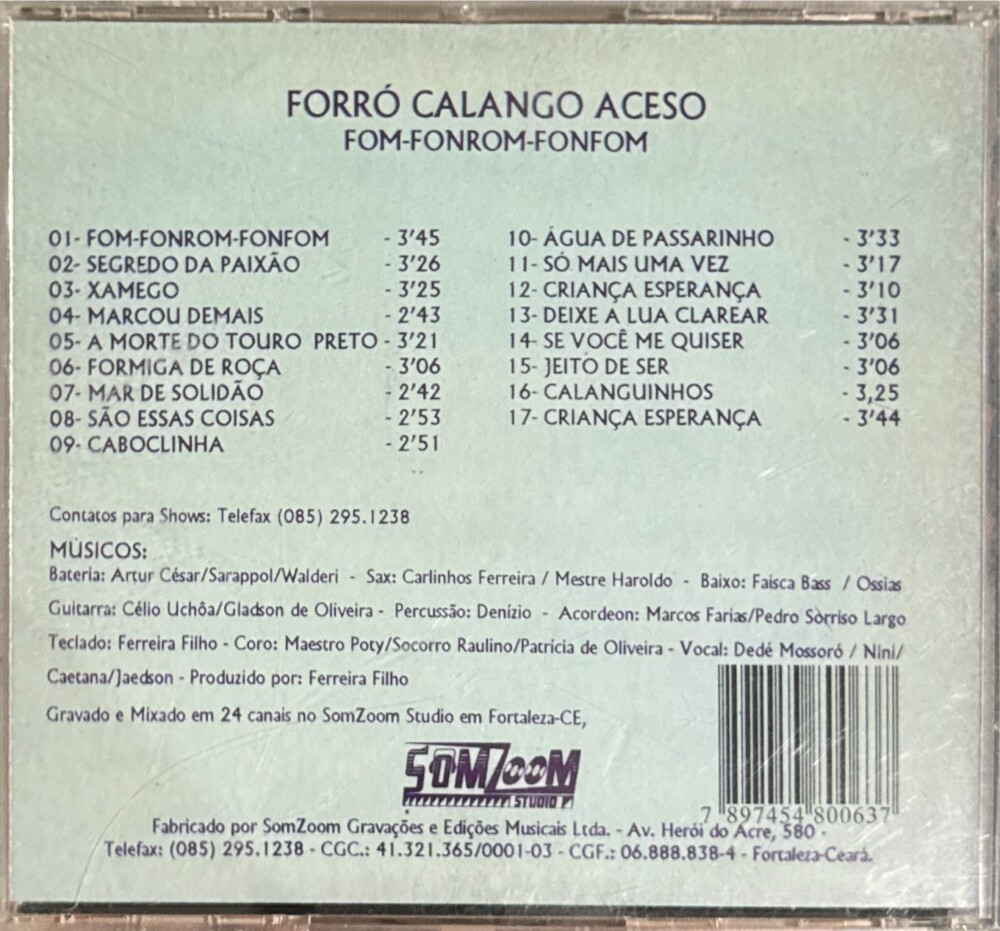 FORRÓ CALANGO ACESO
FOM-FONROM-FONFOM
01- FOM-FONROM-FONFOM - 3'45
02- SEGREDO DA PAIXÃO - 3'26
03- XAMEGO - 3'25
04- MARCOU DEMAIS - 2'43
05- A MORTE DO TOURO PRETO - 3'21
06- FORMIGA DE ROÇA - 3'06
07- MAR DE SOLIDÃO - 2'42
08- SÃO ESSAS COISAS - 2'53
09- CABOCLINHA - 2'51
10- ÁGUA DE PASSARINHO - 3'33
11- SÓ MAIS UMA VEZ - 3'17
12- CRIANÇA ESPERANÇA - 3'10
13- DEIXE A LUA CLAREAR - 3'31
14- SE VOCÊ ME QUISER - 3'06
15- JEITO DE SER - 3'06
16- CALANGUINHOS - 3,25
17- CRIANÇA ESPERANÇA - 3'44
Contatos para Shows: Telefax (085) 295.1238
MÚSICOS:
Bateria: Artur César/Sarappol/Walderi - Sax: Carlinhos Ferreira / Mestre Haroldo - Baixo: Faísca Bass / Ossias
Guitarra: Célio Uchôa/Gladson de Oliveira - Percussão: Denízio - Acordeon: Marcos Farias/Pedro Sorriso Largo
Teclado: Ferreira Filho - Coro: Maestro Poty/Socorro Raulino/Patrícia de Oliveira - Vocal: Dedé Mossoró / Nini/
Caetana/Jaedson - Produzido por: Ferreira Filho
Gravado e Mixado em 24 canais no SomZoom Studio em Fortaleza-CE,
SOMZOOM
STUDIO
7 897454 800637
Fabricado por SomZoom Gravações e Edições Musicais Ltda. - Av. Herói do Acre, 580 -
Telefax: (085) 295.1238 - CGC.: 41.321.365/0001-03 - CGF.: 06.888.838-4 - Fortaleza-Ceará.